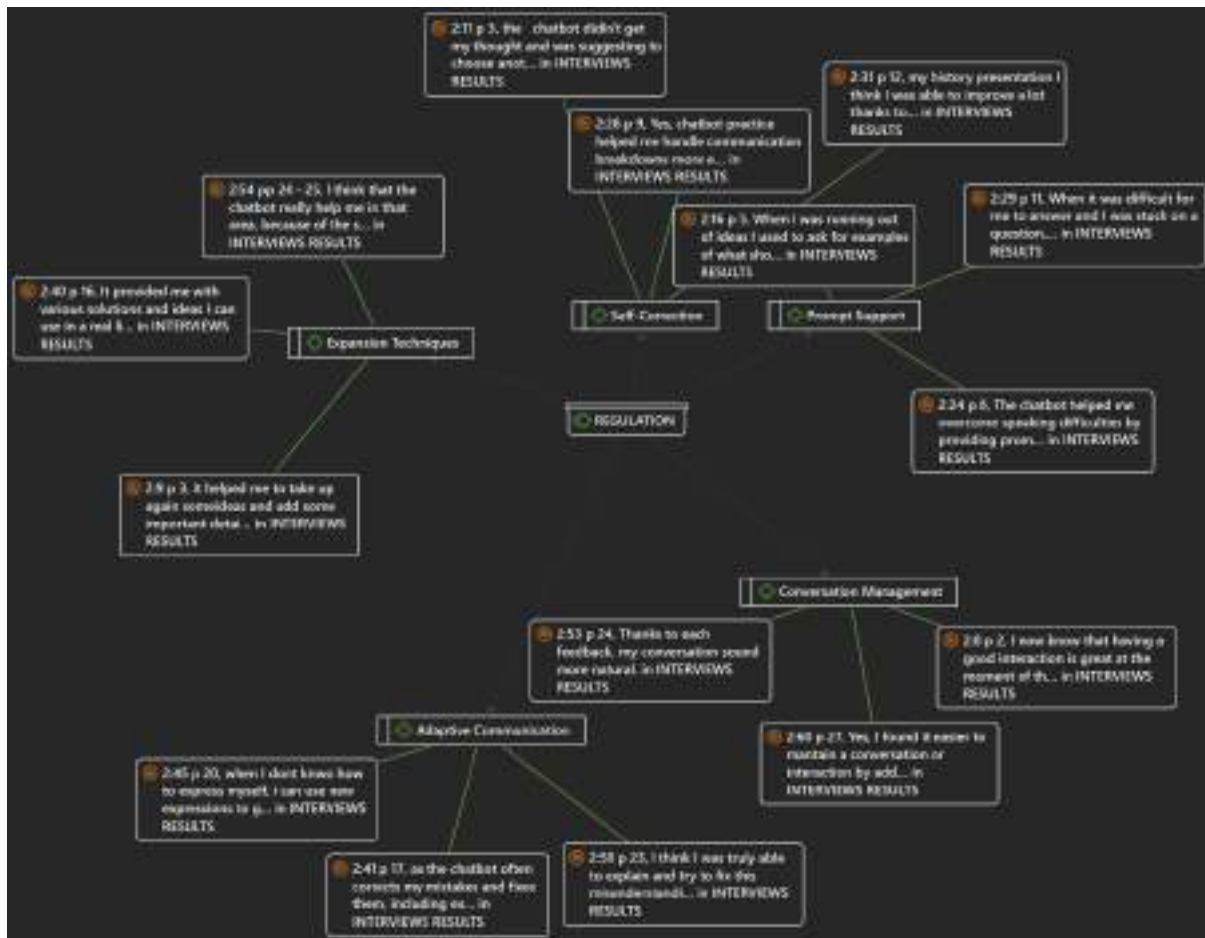 2:11 p 3, the chatbot didin't get
my thought and was suggesting to
choose anot... in INTERVIEWS
RESULTS
2:31 p 12, my history presentation I
think I was able to improve a lot
thanks to... in INTERVIEWS
RESULTS
2:28 p 9, Yes, chatbot practice
helped me handle communication
breakdowns more e... in
INTERVIEWS RESULTS
2:54 pp 24 – 25, I think that the
chatbot really help me in that
area, because of the s... in
INTERVIEWS RESULTS
2:16 p 5, When I was running out
of ideas I used to ask for examples
of what sho... in INTERVIEWS
RESULTS
2:29 p 11, When it was difficult for
me to answer and I was stuck on a
question,... in INTERVIEWS
RESULTS
2:40 p 16, It provided me with
various solutions and ideas I can
use in a real li... in INTERVIEWS
RESULTS
Self-Correction
Prompt Support
Expansion Techniques
REGULATION
2:24 p 8, The chatbot helped me
overcome speaking difficulties by
providing prom... in INTERVIEWS
RESULTS
2:9 p 3, it helped me to take up
again someideas and add some
important detai... in INTERVIEWS
RESULTS
Conversation Management
2:53 p 24, Thanks to each
feedback, my conversation sound
more natural. in INTERVIEWS
RESULTS
2:8 p 2, I now know that having a
good interaction is great at the
moment of th... in INTERVIEWS
RESULTS
Adaptive Communication
2:60 p 27, Yes, I found it easier to
mantain a conversation or
interaction by add... in
INTERVIEWS RESULTS
2:45 p 20, when I dont knwo how
to express myself, i can use new
expressions to g... in INTERVIEWS
RESULTS
2:41 p 17, as the chatbot often
corrects my mistakes and fixes
them, including ex... in
INTERVIEWS RESULTS
p 23, I think I was truly able
to explain and try to fix this
misunderstandi... in INTERVIEWS
RESULTS